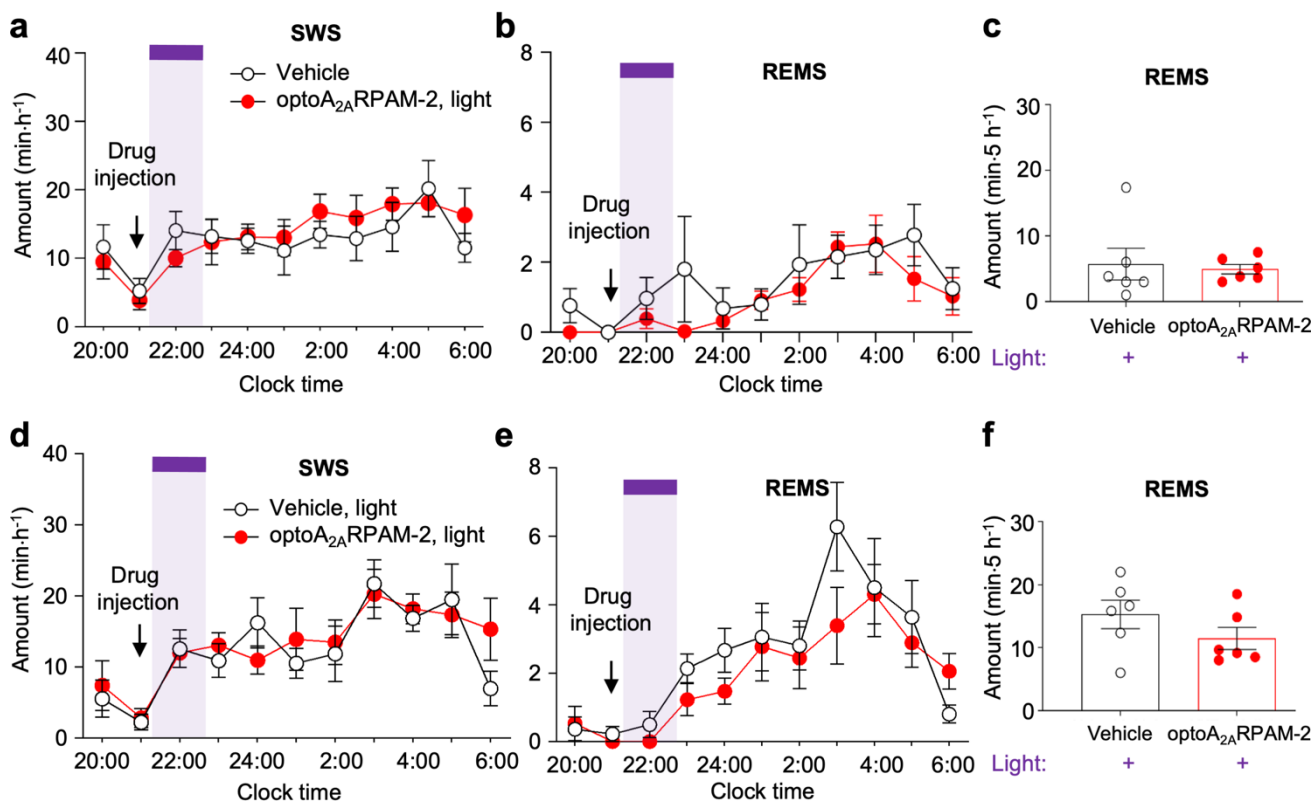 a
SWS
40
30
20
10
0
Amount (min·h⁻¹)
Vehicle
optoA₂ARPAM-2, light
Drug
injection
20:00 22:00 24:00 2:00 4:00 6:00
Clock time
b
REMS
8
6
4
2
0
Drug
injection
20:00 22:00 24:00 2:00 4:00 6:00
Clock time
c
REMS
30
20
10
0
Amount (min·5 h⁻¹)
Vehicle optoA₂ARPAM-2
Light: + +
d
SWS
40
30
20
10
0
Amount (min·h⁻¹)
Vehicle, light
optoA₂ARPAM-2, light
Drug
injection
20:00 22:00 24:00 2:00 4:00 6:00
Clock time
e
REMS
8
6
4
2
0
Drug
injection
20:00 22:00 24:00 2:00 4:00 6:00
Clock time
f
REMS
30
20
10
0
Amount (min·5 h⁻¹)
Vehicle optoA₂ARPAM-2
Light: + +